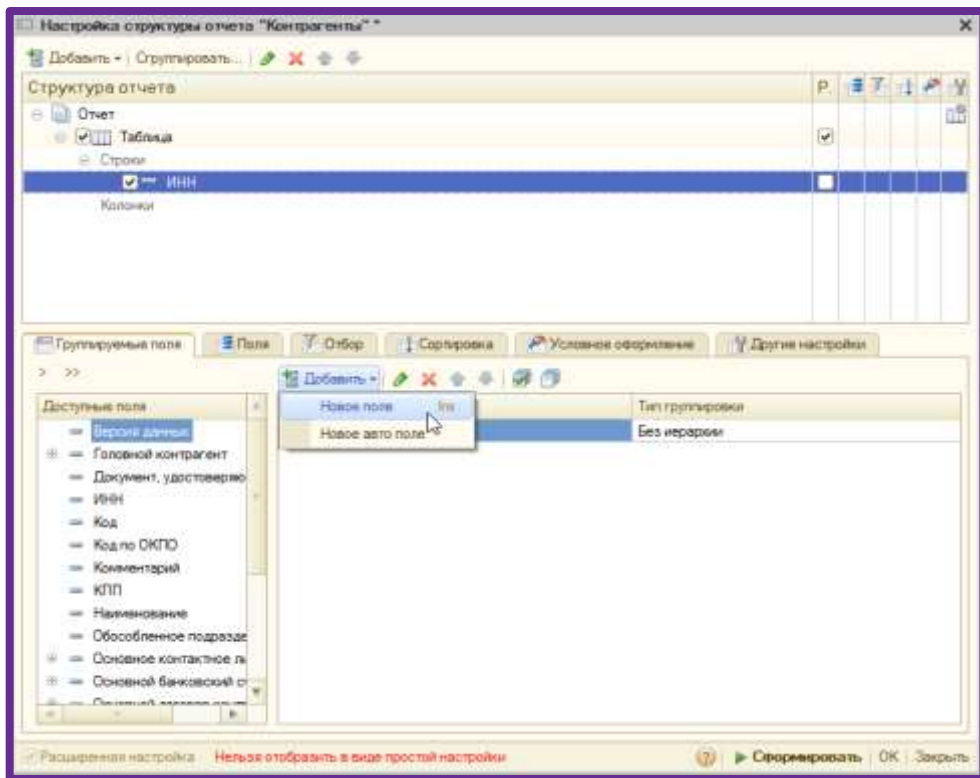 Настройка структуры отчета "Контрагенты" *
Добавить Сгруппировать...
Структура отчета Р.
Отчет
Таблица
Строки
ИНН
Колонки
Группируемые поля Поля Отбор Сортировка Условное оформление Другие настройки
> >> Добавить
Доступные поля Тип группировки
Новое поле Ins
Новое авто поле
Версия данных Без иерархии
Головной контрагент
Документ, удостоверяю
ИНН
Код
Код по ОКПО
Комментарий
КПП
Наименование
Обособленное подразде
Основное контактное ли
Основной банковский сч
Расширенная настройка Нельзя отобразить в виде простой настройки Сформировать ОК Закрыть